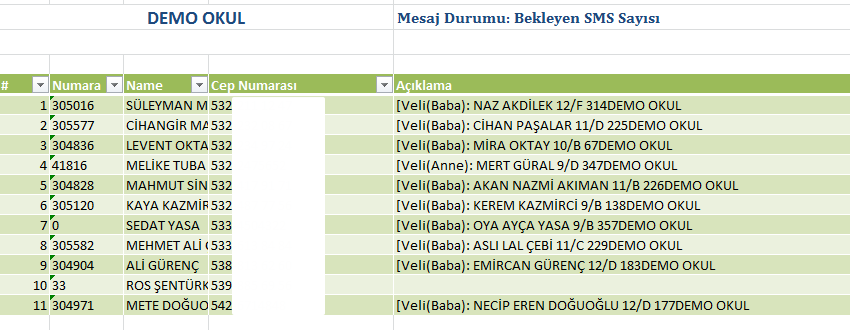 DEMO OKUL Mesaj Durumu: Bekleyen SMS Sayısı
# Numara Name Cep Numarası Açıklama
1 305016 SÜLEYMAN M 532 [Veli(Baba): NAZ AKDİLEK 12/F 314DEMO OKUL
2 305577 CİHANGİR MA 532 [Veli(Baba): CİHAN PAŞALAR 11/D 225DEMO OKUL
3 304836 LEVENT OKTA 532 [Veli(Baba): MİRA OKTAY 10/B 67DEMO OKUL
4 41816 MELİKE TUBA 532 [Veli(Anne): MERT GÜRAL 9/D 347DEMO OKUL
5 304828 MAHMUT SİN 532 [Veli(Baba): AKAN NAZMİ AKIMAN 11/B 226DEMO OKUL
6 305120 KAYA KAZMİR 532 [Veli(Baba): KEREM KAZMİRCİ 9/B 138DEMO OKUL
7 0 SEDAT YASA 533 [Veli(Baba): OYA AYÇA YASA 9/B 357DEMO OKUL
8 305582 MEHMET ALİ 533 [Veli(Baba): ASLI LAL ÇEBİ 11/C 229DEMO OKUL
9 304904 ALİ GÜRENÇ 538 [Veli(Baba): EMİRCAN GÜRENÇ 12/D 183DEMO OKUL
10 33 ROS ŞENTÜRK 539
11 304971 METE DOĞUO 542 [Veli(Baba): NECİP EREN DOĞUOĞLU 12/D 177DEMO OKUL